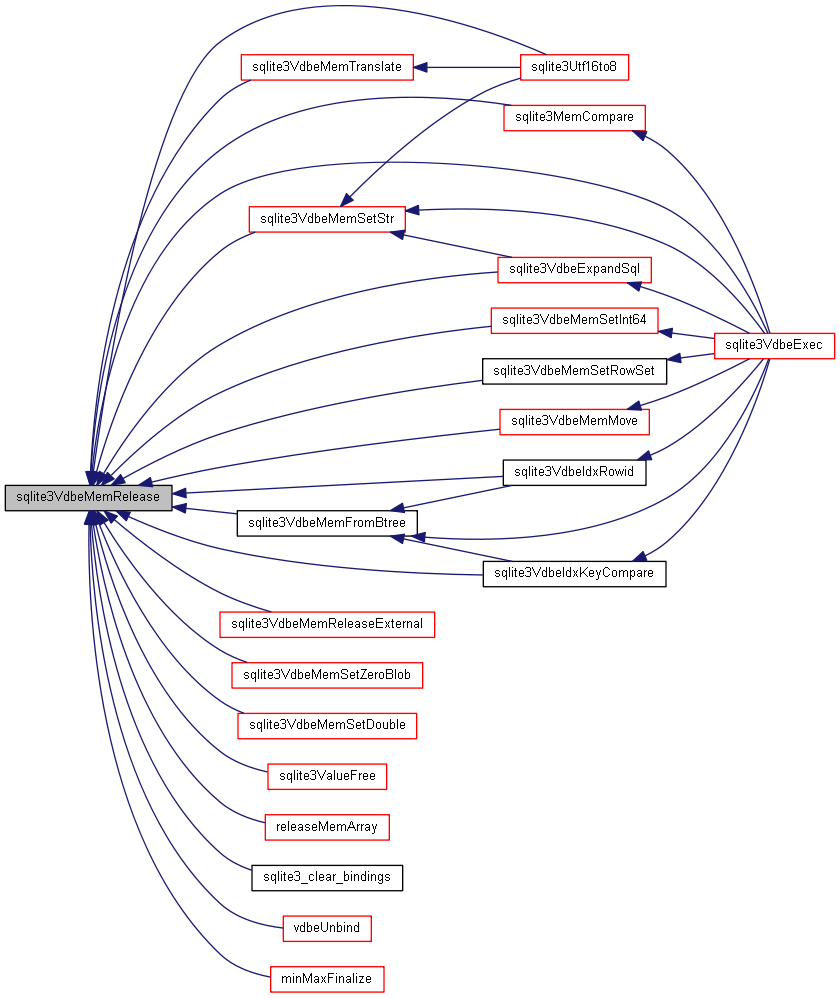 sqlite3VdbeMemTranslate
sqlite3Utf16to8
sqlite3MemCompare
sqlite3VdbeMemSetStr
sqlite3VdbeExpandSql
sqlite3VdbeMemSetInt64
sqlite3VdbeExec
sqlite3VdbeMemSetRowSet
sqlite3VdbeMemMove
sqlite3VdbeIdxRowid
sqlite3VdbeMemRelease
sqlite3VdbeMemFromBtree
sqlite3VdbeIdxKeyCompare
sqlite3VdbeMemReleaseExternal
sqlite3VdbeMemSetZeroBlob
sqlite3VdbeMemSetDouble
sqlite3ValueFree
releaseMemArray
sqlite3_clear_bindings
vdbeUnbind
minMaxFinalize